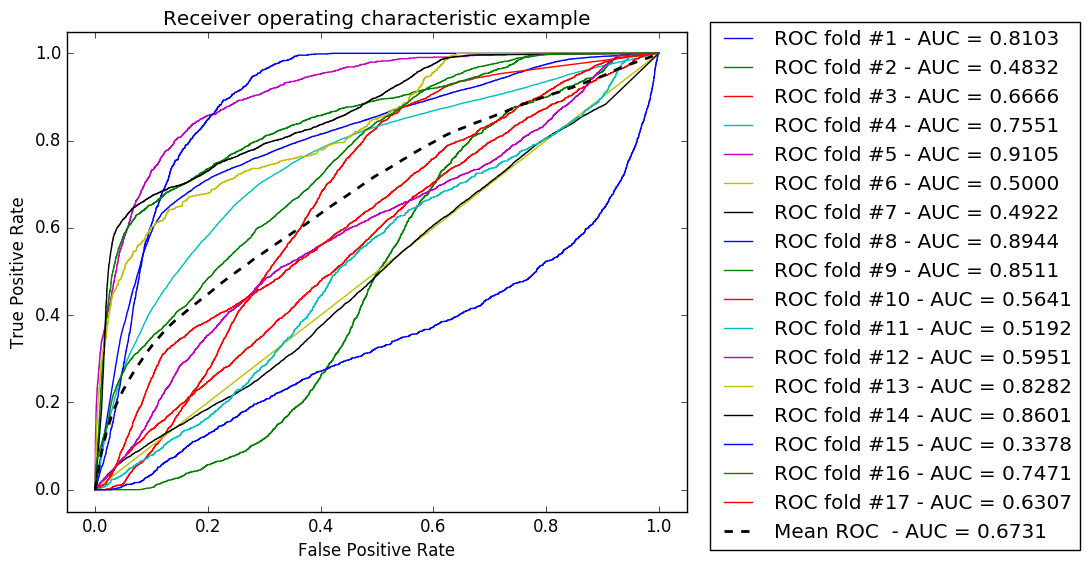 Receiver operating characteristic example
True Positive Rate
1.0
0.8
0.6
0.4
0.2
0.0
0.0 0.2 0.4 0.6 0.8 1.0
False Positive Rate
ROC fold #1 - AUC = 0.8103
ROC fold #2 - AUC = 0.4832
ROC fold #3 - AUC = 0.6666
ROC fold #4 - AUC = 0.7551
ROC fold #5 - AUC = 0.9105
ROC fold #6 - AUC = 0.5000
ROC fold #7 - AUC = 0.4922
ROC fold #8 - AUC = 0.8944
ROC fold #9 - AUC = 0.8511
ROC fold #10 - AUC = 0.5641
ROC fold #11 - AUC = 0.5192
ROC fold #12 - AUC = 0.5951
ROC fold #13 - AUC = 0.8282
ROC fold #14 - AUC = 0.8601
ROC fold #15 - AUC = 0.3378
ROC fold #16 - AUC = 0.7471
ROC fold #17 - AUC = 0.6307
Mean ROC  - AUC = 0.6731